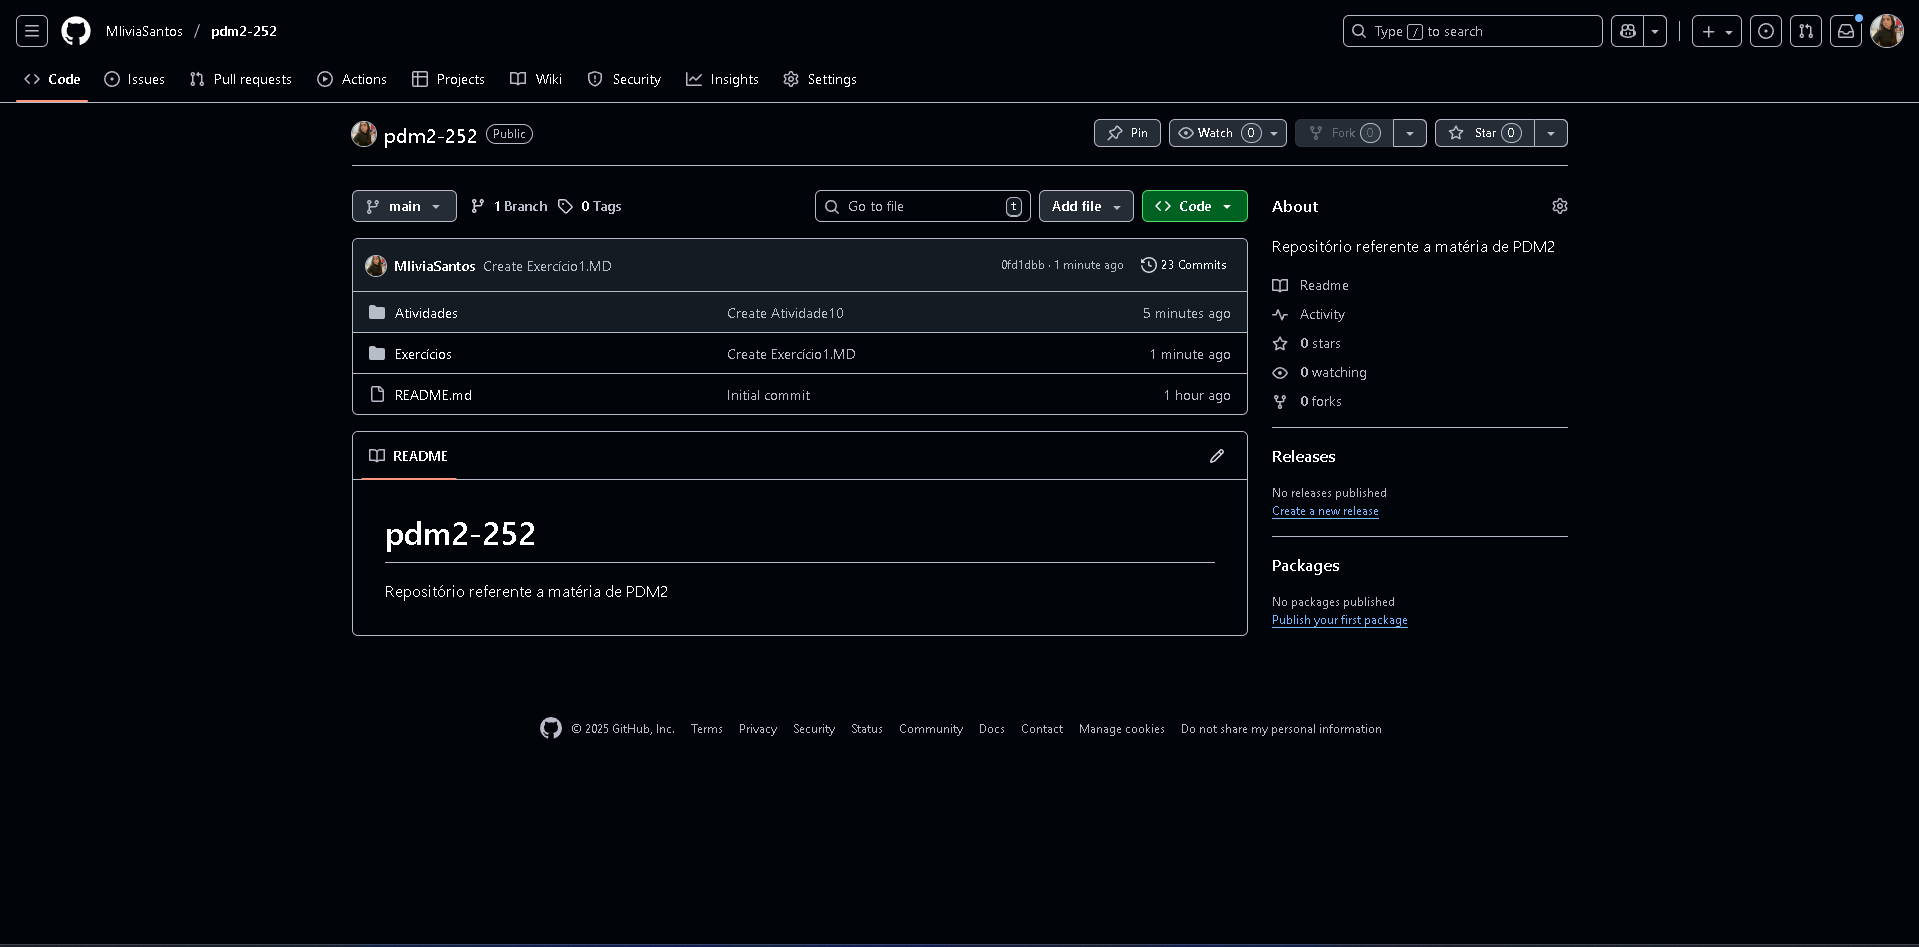 MliviaSantos / pdm2-252
Type / to search
Code Issues Pull requests Actions Projects Wiki Security Insights Settings
pdm2-252 Public
Pin Watch 0 Fork 0 Star 0
main 1 Branch 0 Tags Go to file t Add file Code
MliviaSantos Create Exercício1.MD 0fd1dbb · 1 minute ago 23 Commits
Atividades Create Atividade10 5 minutes ago
Exercícios Create Exercício1.MD 1 minute ago
README.md Initial commit 1 hour ago
README
pdm2-252
Repositório referente a matéria de PDM2
About
Repositório referente a matéria de PDM2
Readme
Activity
0 stars
0 watching
0 forks
Releases
No releases published
Create a new release
Packages
No packages published
Publish your first package
© 2025 GitHub, Inc. Terms Privacy Security Status Community Docs Contact Manage cookies Do not share my personal information